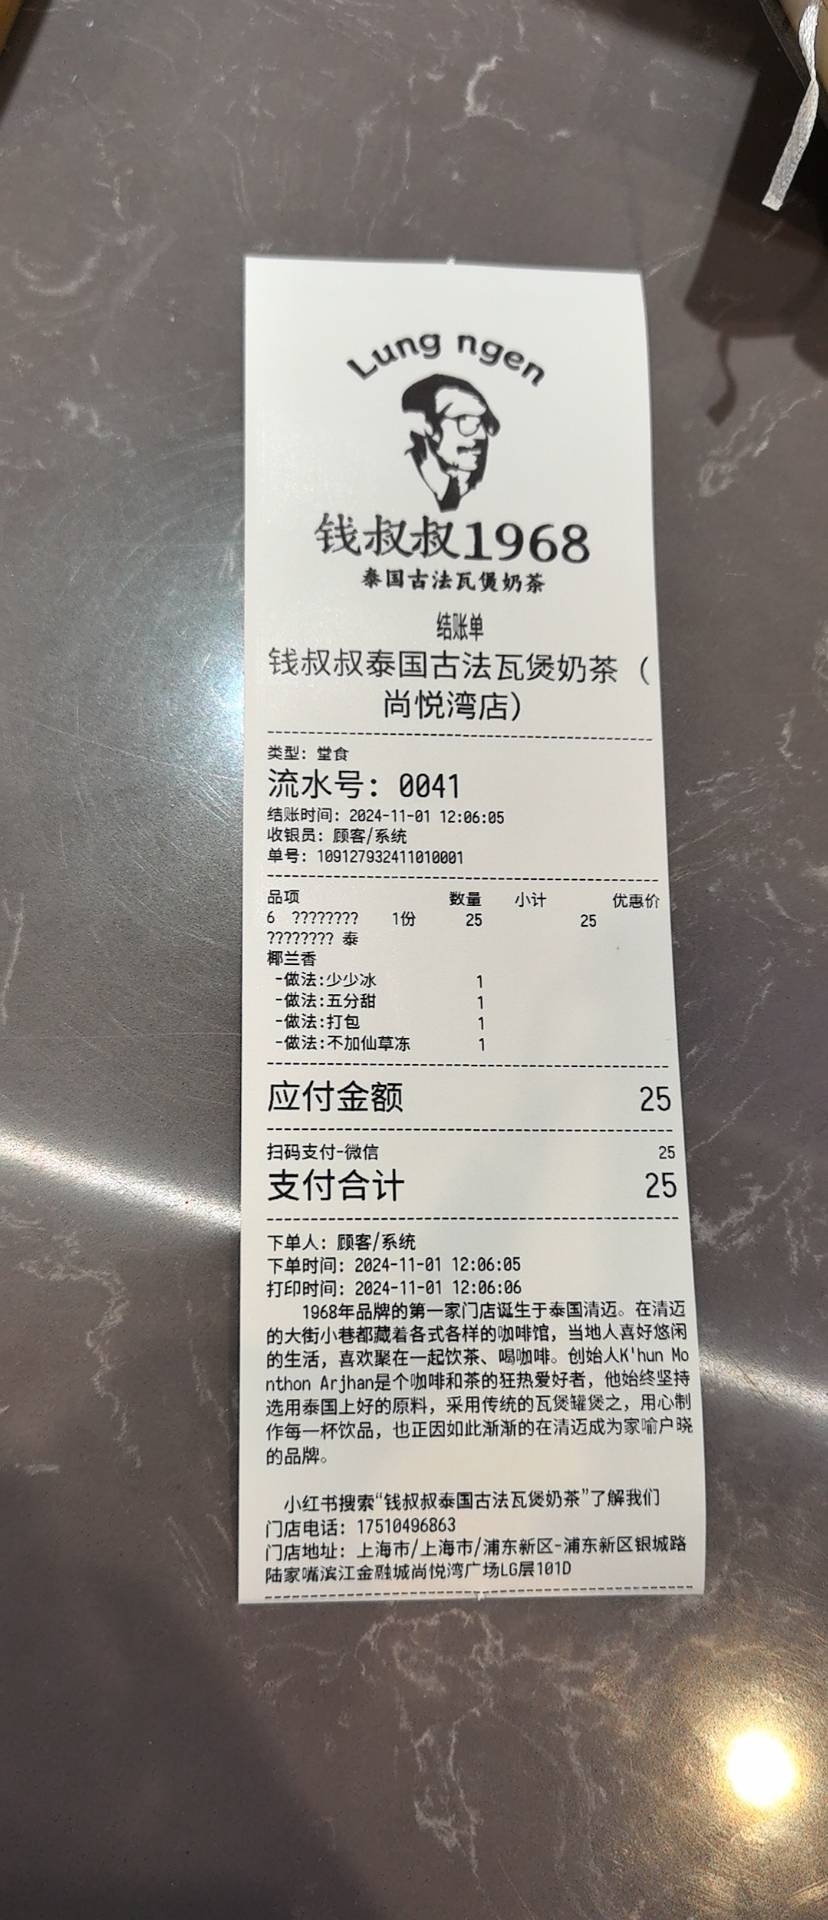 Lung ngen
钱叔叔1968
泰国古法瓦煲奶茶
结账单
钱叔叔泰国古法瓦煲奶茶（
尚悦湾店）
类型: 堂食
流水号: 0041
结账时间: 2024-11-01 12:06:05
收银员: 顾客/系统
单号: 109127932411010001
品项 数量 小计 优惠价
6 ???????? 1份 25 25
???????? 泰
椰兰香
-做法:少少冰 1
-做法:五分甜 1
-做法:打包 1
-做法:不加仙草冻 1
应付金额 25
扫码支付-微信 25
支付合计 25
下单人: 顾客/系统
下单时间: 2024-11-01 12:06:05
打印时间: 2024-11-01 12:06:06
1968年品牌的第一家门店诞生于泰国清迈。在清迈
的大街小巷都藏着各式各样的咖啡馆，当地人喜好悠闲
的生活，喜欢聚在一起饮茶、喝咖啡。创始人K'hun Mo
nthon Arjhan是个咖啡和茶的狂热爱好者，他始终坚持
选用泰国上好的原料，采用传统的瓦煲罐煲之，用心制
作每一杯饮品，也正因如此渐渐的在清迈成为家喻户晓
的品牌。
小红书搜索“钱叔叔泰国古法瓦煲奶茶”了解我们
门店电话: 17510496863
门店地址: 上海市/上海市/浦东新区-浦东新区银城路
陆家嘴滨江金融城尚悦湾广场LG层101D